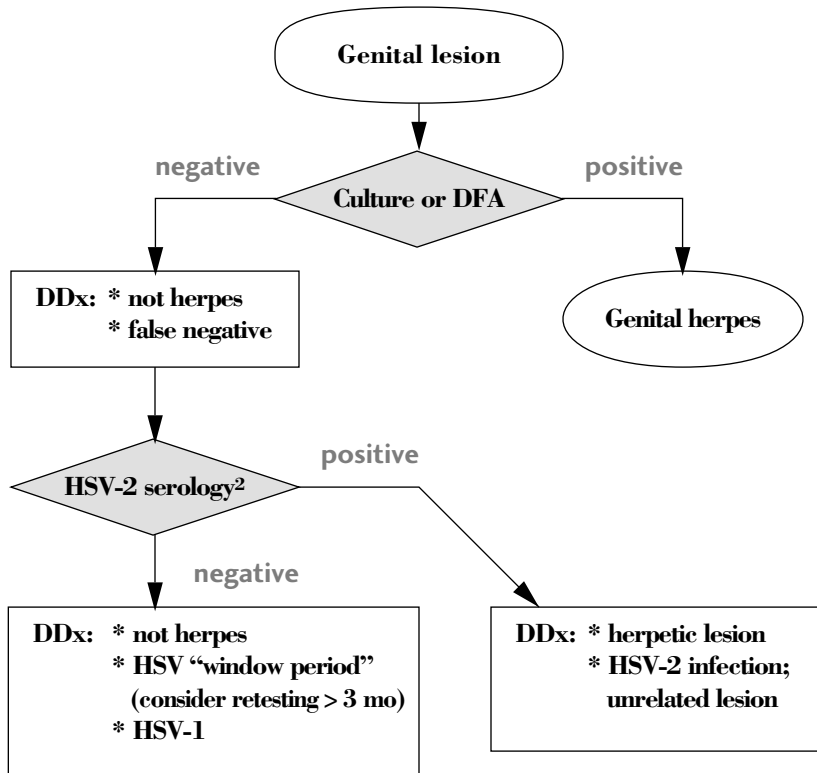 Genital lesion
negative
positive
Culture or DFA
DDx: * not herpes
* false negative
Genital herpes
positive
HSV-2 serology²
negative
DDx: * not herpes
* HSV “window period”
(consider retesting > 3 mo)
* HSV-1
DDx: * herpetic lesion
* HSV-2 infection;
unrelated lesion